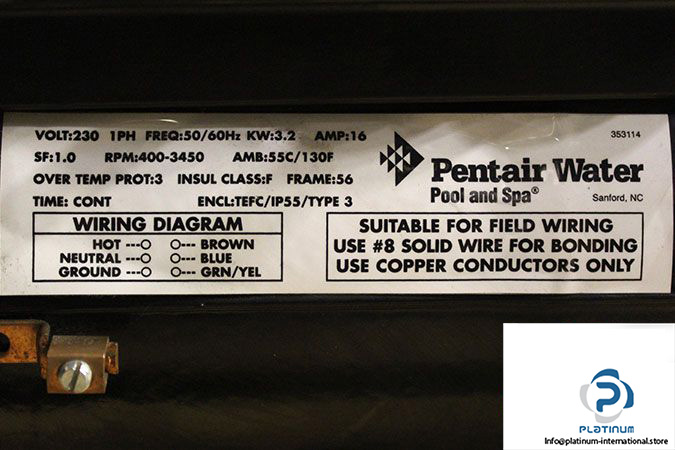 VOLT:230 1PH FREQ:50/60Hz KW:3.2 AMP:16
SF:1.0 RPM:400-3450 AMB:55C/130F
OVER TEMP PROT:3 INSUL CLASS:F FRAME:56
TIME: CONT ENCL:TEFC/IP55/TYPE 3
353114
Pentair Water
Pool and Spa®
Sanford, NC
WIRING DIAGRAM
HOT ---O O--- BROWN
NEUTRAL ---O O--- BLUE
GROUND ---O O--- GRN/YEL
SUITABLE FOR FIELD WIRING
USE #8 SOLID WIRE FOR BONDING
USE COPPER CONDUCTORS ONLY
PLATINUM
Info@platinum-international.store